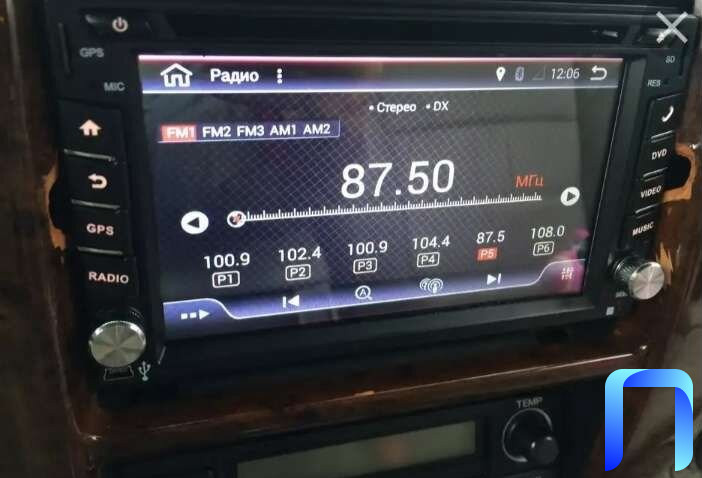 GPS
SD
MIC
RES
Радио
12:06
Стерео DX
FM1 FM2 FM3 AM1 AM2
87.50 МГц
100.9 102.4 100.9 104.4 87.5 108.0
P1 P2 P3 P4 P5 P6
GPS
RADIO
DVD
VIDEO
MUSIC
TEMP